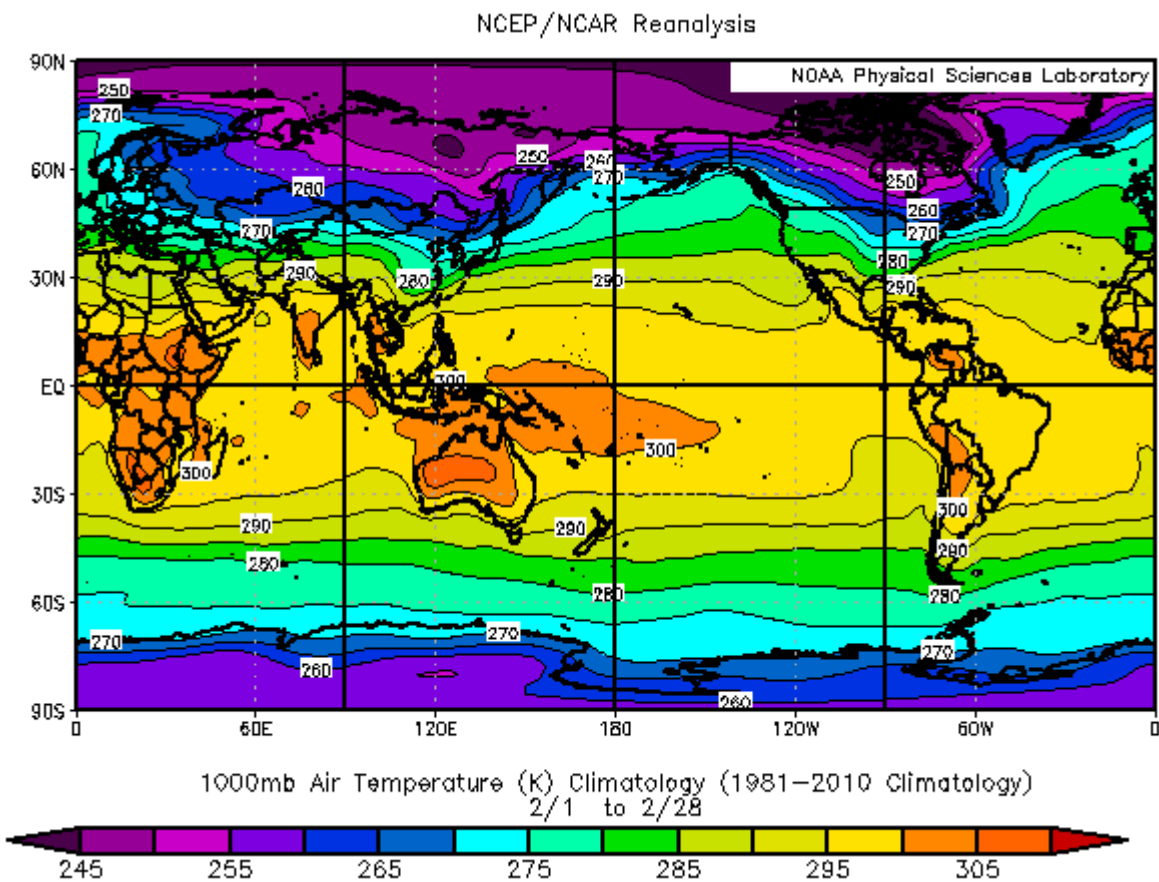 NCEP/NCAR Reanalysis
NOAA Physical Sciences Laboratory
90N
60N
30N
EQ
30S
60S
90S
250
270
260
250
260
270
250
260
270
270
280
280
290
290
290
300
300
300
300
290
290
290
280
280
280
270
270
270
260
260
0
60E
120E
180
120W
60W
0
1000mb Air Temperature (K) Climatology (1981-2010 Climatology)
2/1 to 2/28
245
255
265
275
285
295
305